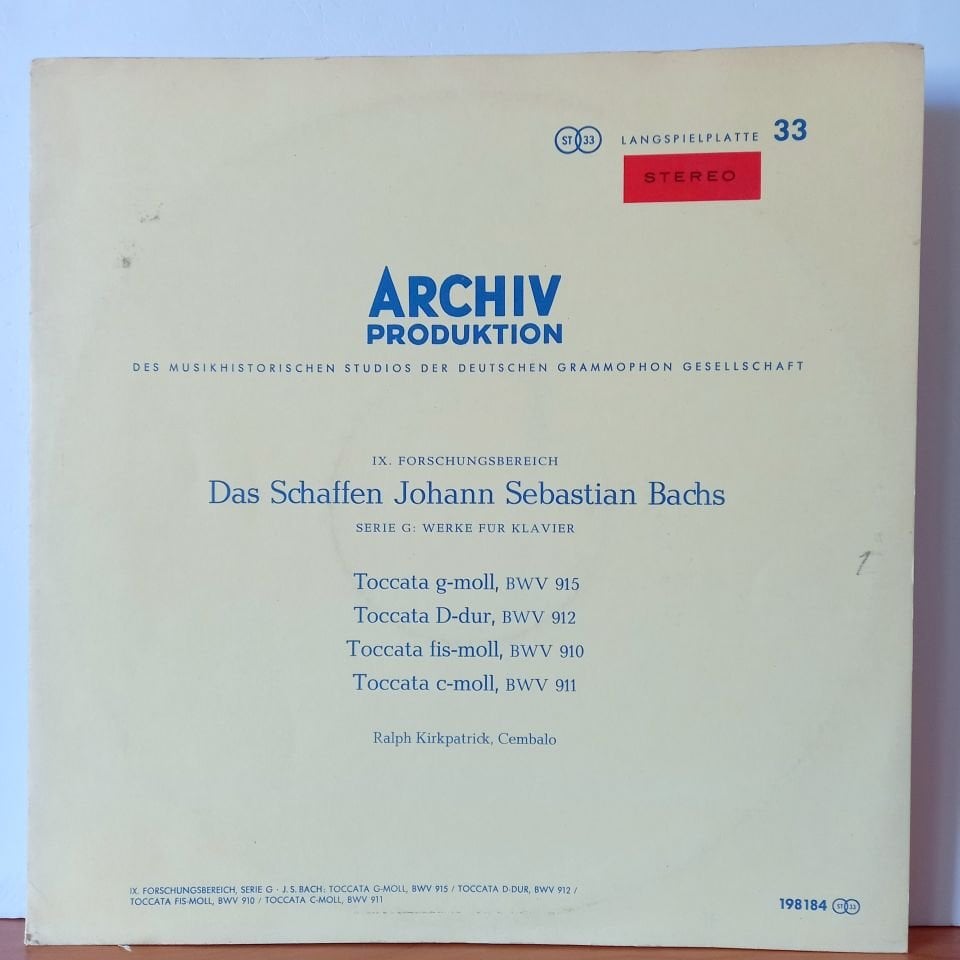 ST 33 LANGSPIELPLATTE 33
STEREO
ARCHIV
PRODUKTION
DES MUSIKHISTORISCHEN STUDIOS DER DEUTSCHEN GRAMMOPHON GESELLSCHAFT
IX. FORSCHUNGSBEREICH
Das Schaffen Johann Sebastian Bachs
SERIE G: WERKE FÜR KLAVIER
Toccata g-moll, BWV 915
Toccata D-dur, BWV 912
Toccata fis-moll, BWV 910
Toccata c-moll, BWV 911
1
Ralph Kirkpatrick, Cembalo
IX. FORSCHUNGSBEREICH, SERIE G · J. S. BACH: TOCCATA G-MOLL, BWV 915 / TOCCATA D-DUR, BWV 912 /
TOCCATA FIS-MOLL, BWV 910 / TOCCATA C-MOLL, BWV 911
198184 ST 33